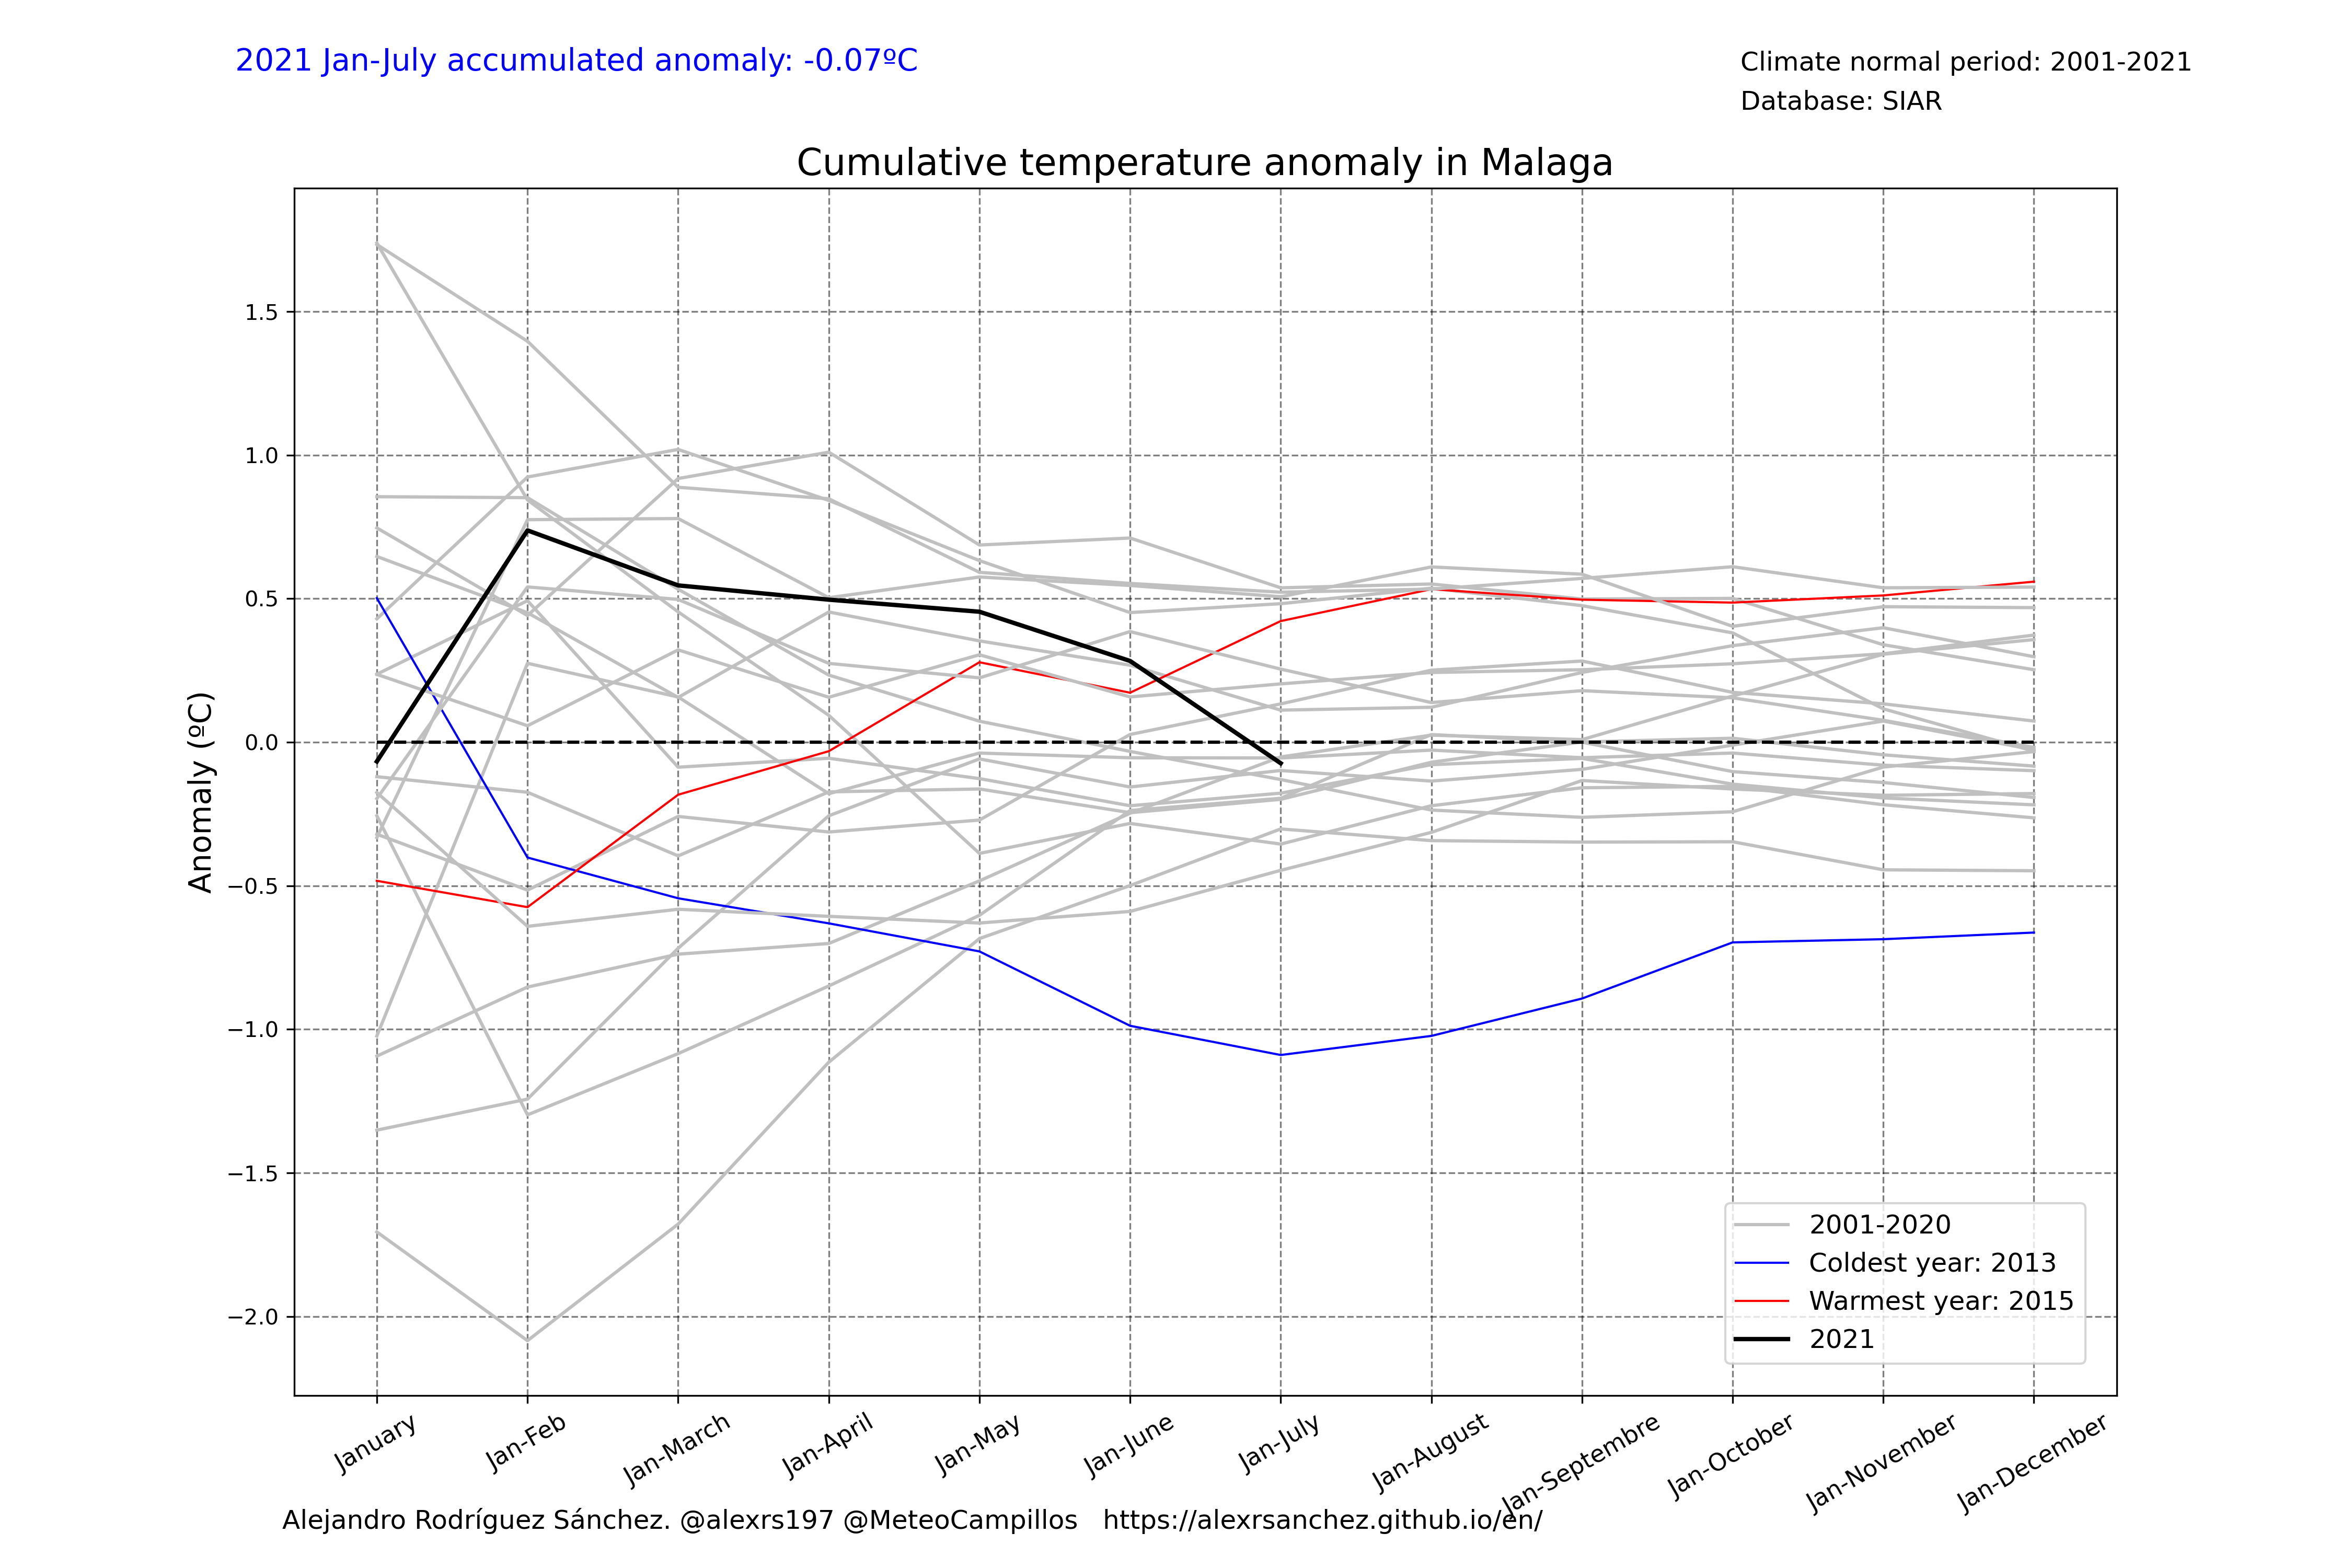 2021 Jan-July accumulated anomaly: -0.07ºC
Climate normal period: 2001-2021
Database: SIAR
Cumulative temperature anomaly in Malaga
Anomaly (ºC)
1.5
1.0
0.5
0.0
−0.5
−1.0
−1.5
−2.0
2001-2020
Coldest year: 2013
Warmest year: 2015
2021
January
Jan-Feb
Jan-March
Jan-April
Jan-May
Jan-June
Jan-July
Jan-August
Jan-Septembre
Jan-October
Jan-November
Jan-December
Alejandro Rodríguez Sánchez. @alexrs197 @MeteoCampillos   https://alexrsanchez.github.io/en/